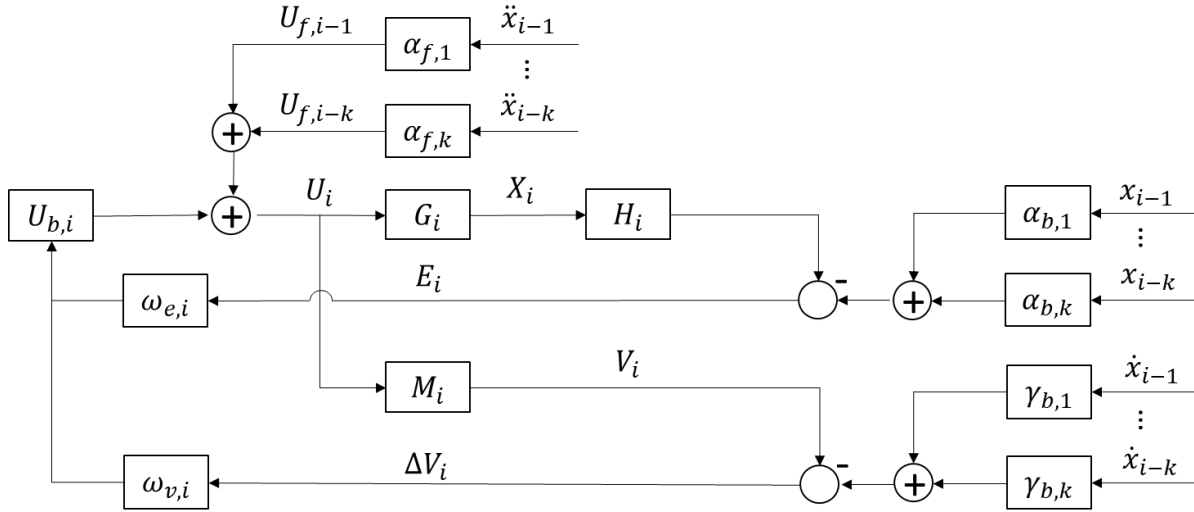 U_{f,i−1} α_{f,1} ẍ_{i−1}
⋮
U_{f,i−k} α_{f,k} ẍ_{i−k}
+
U_{b,i} + U_i G_i X_i H_i
α_{b,1} x_{i−1}
⋮
ω_{e,i} E_i - + α_{b,k} x_{i−k}
M_i V_i
γ_{b,1} ẋ_{i−1}
⋮
ω_{v,i} ΔV_i - + γ_{b,k} ẋ_{i−k}